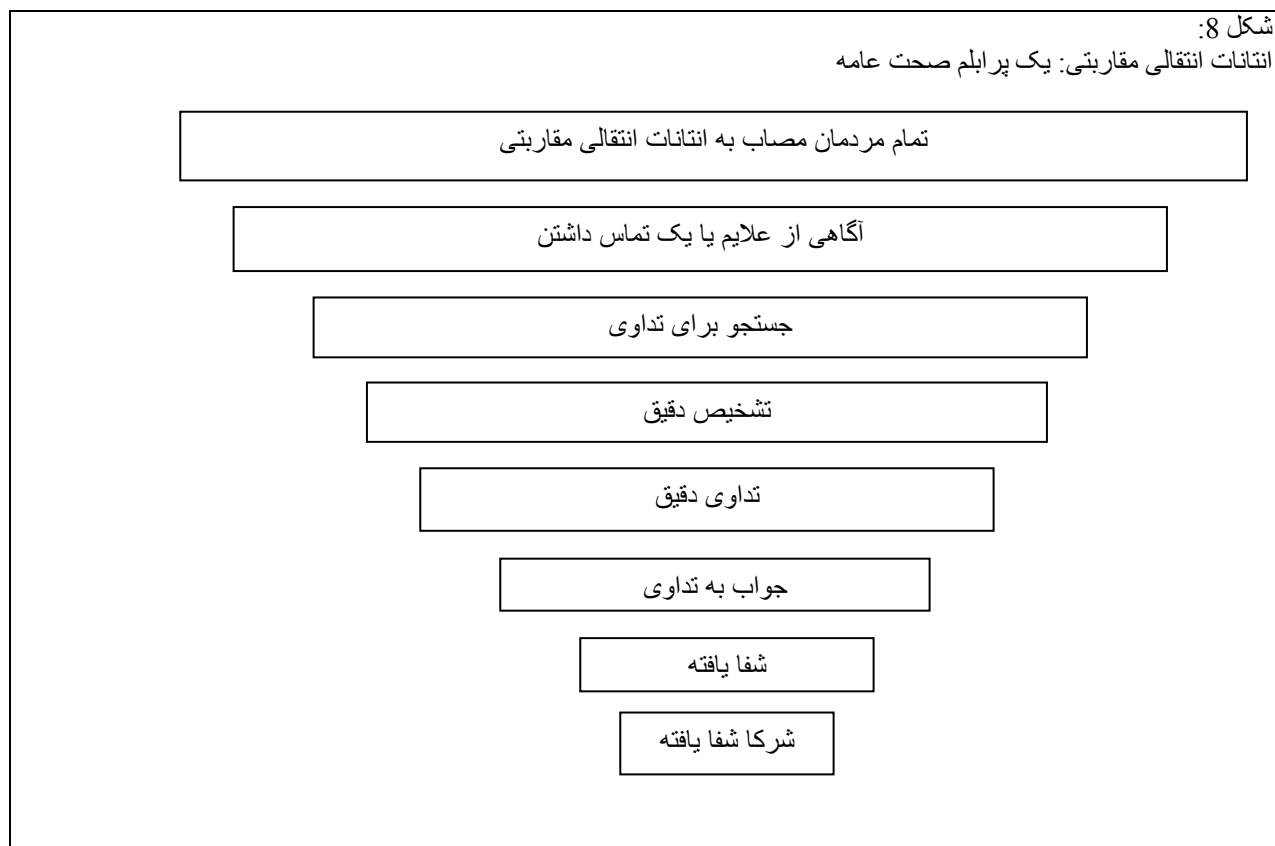 شکل 8:
انتانات انتقالی مقاربتی: یک پرابلم صحت عامه
تمام مردمان مصاب به انتانات انتقالی مقاربتی
آگاهی از علایم یا یک تماس داشتن
جستجو برای تداوی
تشخیص دقیق
تداوی دقیق
جواب به تداوی
شفا یافته
شرکا شفا یافته